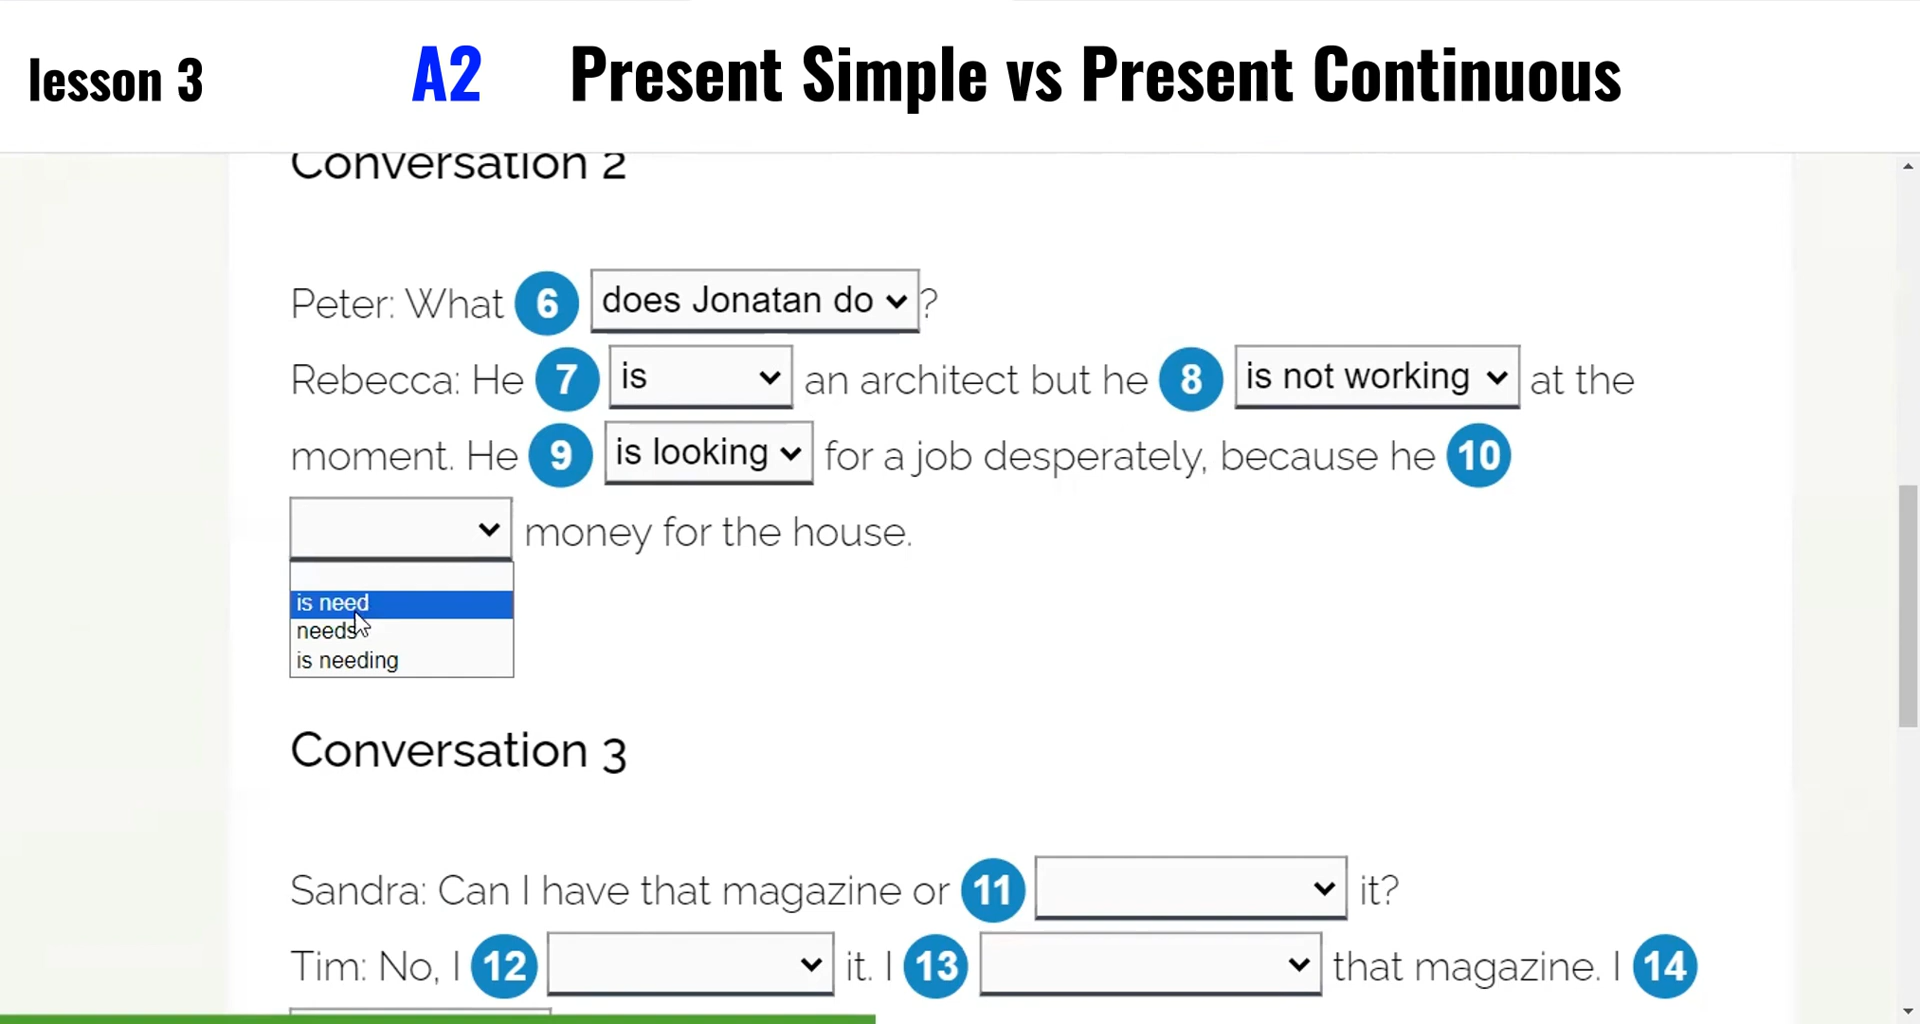 lesson 3 A2 Present Simple vs Present Continuous
Conversation 2
Peter: What 6 does Jonatan do ?
Rebecca: He 7 is an architect but he 8 is not working at the
moment. He 9 is looking for a job desperately, because he 10
money for the house.
is need
needs
is needing
Conversation 3
Sandra: Can I have that magazine or 11 it?
Tim: No, I 12 it. I 13 that magazine. I 14